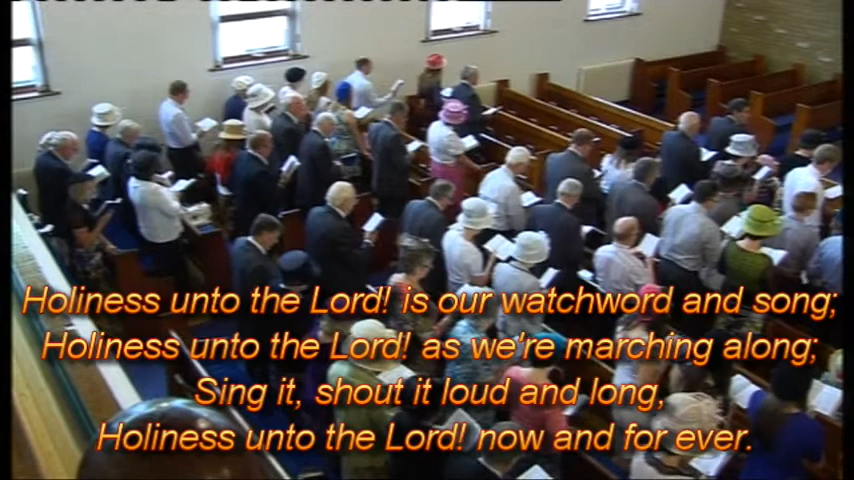 Holiness unto the Lord! is our watchword and song;
Holiness unto the Lord! as we're marching along;
Sing it, shout it loud and long,
Holiness unto the Lord! now and for ever.